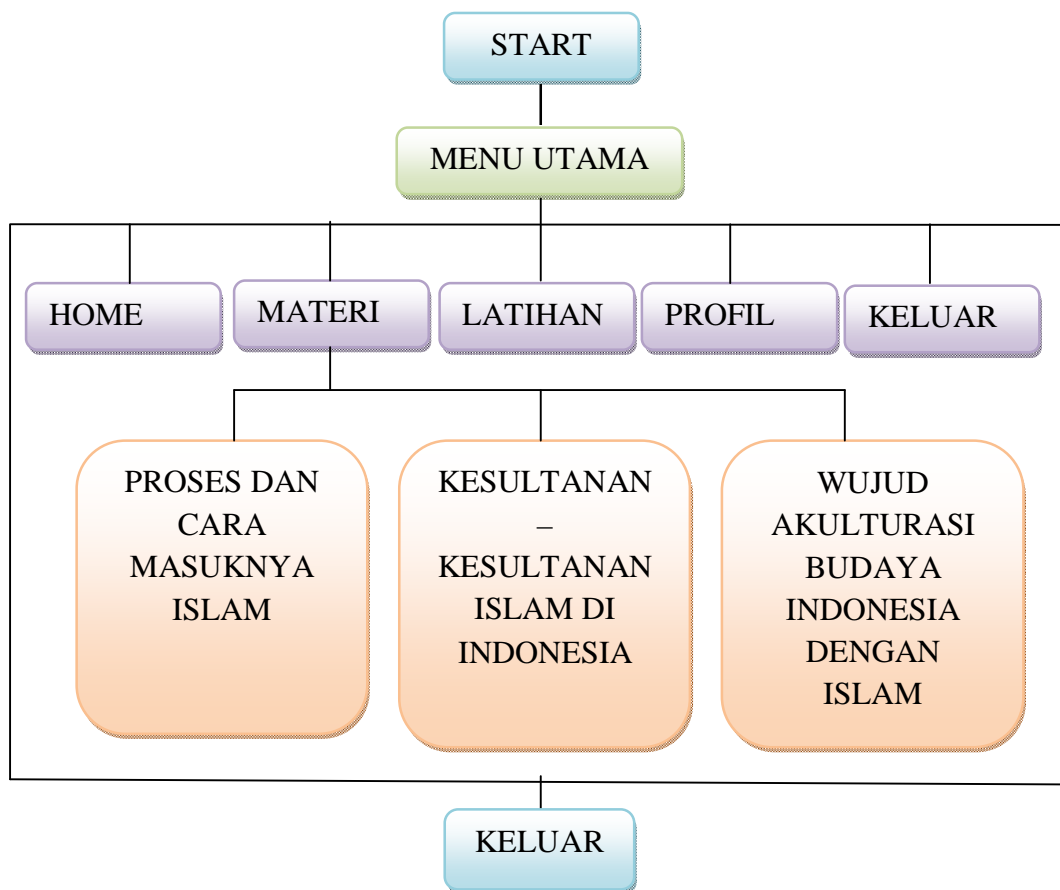 START
MENU UTAMA
HOME
MATERI
LATIHAN
PROFIL
KELUAR
PROSES DAN
CARA
MASUKNYA
ISLAM
KESULTANAN
–
KESULTANAN
ISLAM DI
INDONESIA
WUJUD
AKULTURASI
BUDAYA
INDONESIA
DENGAN
ISLAM
KELUAR